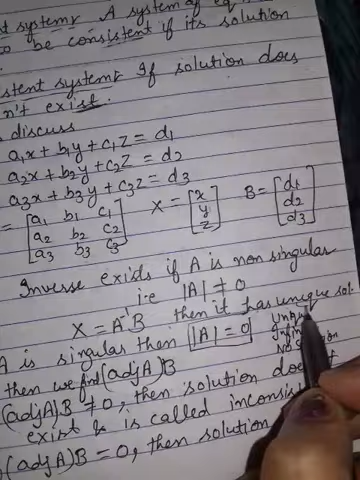 system:- A system of eq
to be consistent if its solution
stent system:- If solution does
n't exist.
discuss
a1x + b1y + c1z = d1
a2x + b2y + c2z = d2
a3x + b3y + c3z = d3
= [a1 b1 c1
a2 b2 c2
a3 b3 c3] X = [x
y
z] B = [d1
d2
d3]
Inverse exists if A is non singular
i.e |A| ≠ 0
X = A⁻¹B then it has unique sol.
A is singular then |A| = 0
No
then we find (adj A)B
(adj A)B ≠ 0, then solution does
exist & is called inconsis
(adj A)B = 0, then solution